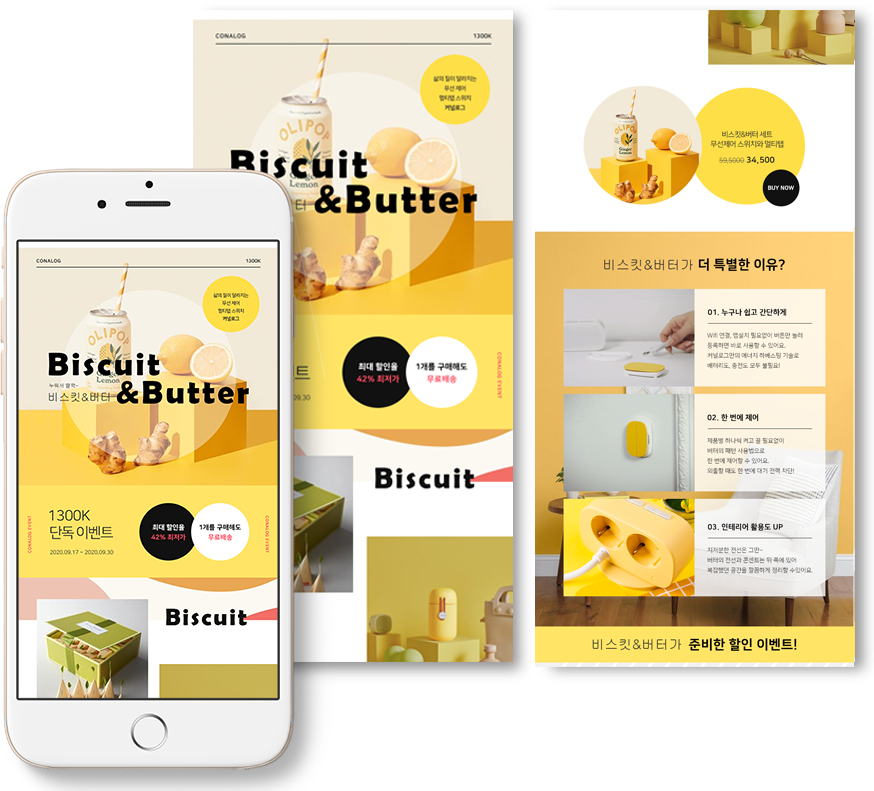 CONALOG 1300K
삶의 질이 달라지는
무선 제어
멀티탭 스위치
커널로그
OLIPOP
Ginger
Lemon
Biscuit
&Butter
누워서 딸깍~
비스킷&버터
CONALOG EVENT
1300K
단독 이벤트
2020.09.17 ~ 2020.09.30
최대 할인율
42% 최저가
1개를 구매해도
무료배송
CONALOG EVENT
Biscuit
CONALOG 1300K
삶의 질이 달라지는
무선 제어
멀티탭 스위치
커널로그
OLIPOP
Lemon
Biscuit
&Butter
터
트
09.30
최대 할인율
42% 최저가
1개를 구매해도
무료배송
CONALOG EVENT
Biscuit
OLIPOP
Ginger
Lemon
비스킷&버터 세트
무선제어 스위치와 멀티탭
59,5000 34,500
BUY NOW
비스킷&버터가 더 특별한 이유?
01. 누구나 쉽고 간단하게
Wifi 연결, 앱설치 필요없이 버튼만 눌러
등록하면 바로 사용할 수 있어요.
커널로그만의 에너지 하베스팅 기술로
배터리도, 충전도 모두 불필요!
02. 한 번에 제어
제품별 하나씩 켜고 끌 필요없이
버터의 패턴 사용법으로
한 번에 제어할 수 있어요.
외출할 때도 한 번에 대기 전력 차단!
03. 인테리어 활용도 UP
지저분한 전선은 그만~
버터의 전선과 콘센트는 뒤 쪽에 있어
복잡했던 공간을 깔끔하게 정리할 수있어요.
비스킷&버터가 준비한 할인 이벤트!